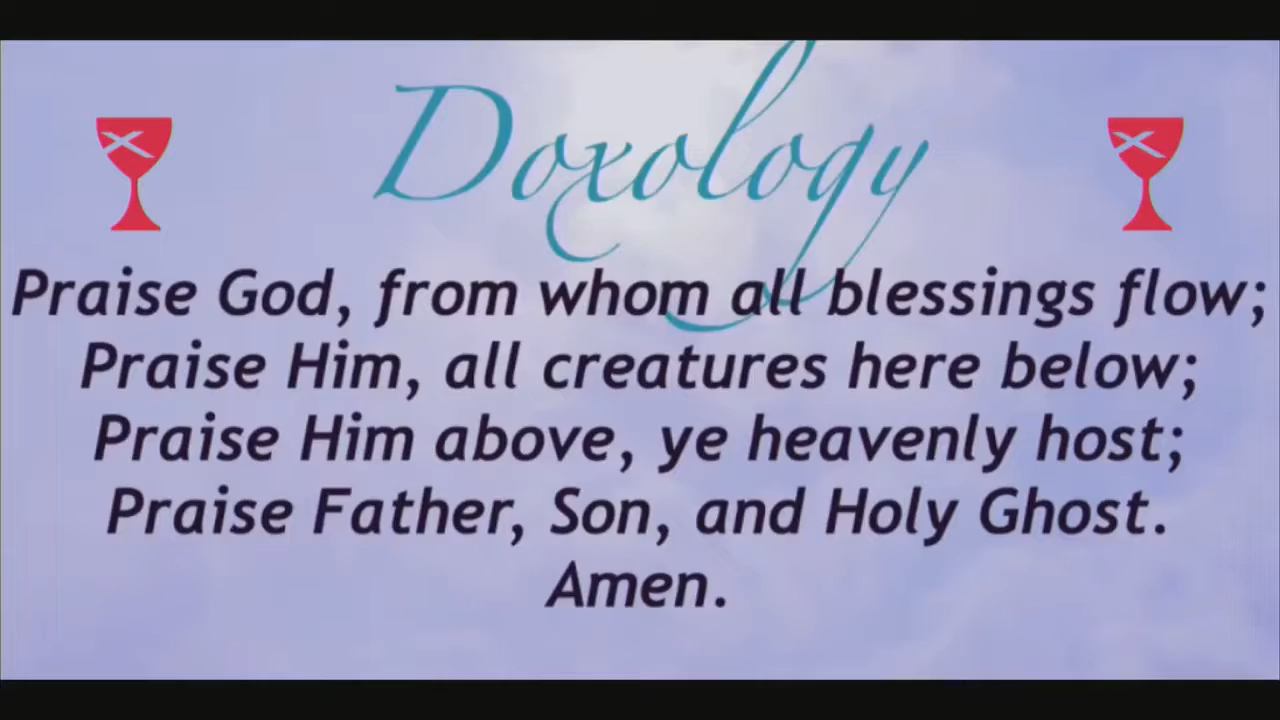 Doxology
Praise God, from whom all blessings flow;
Praise Him, all creatures here below;
Praise Him above, ye heavenly host;
Praise Father, Son, and Holy Ghost.
Amen.